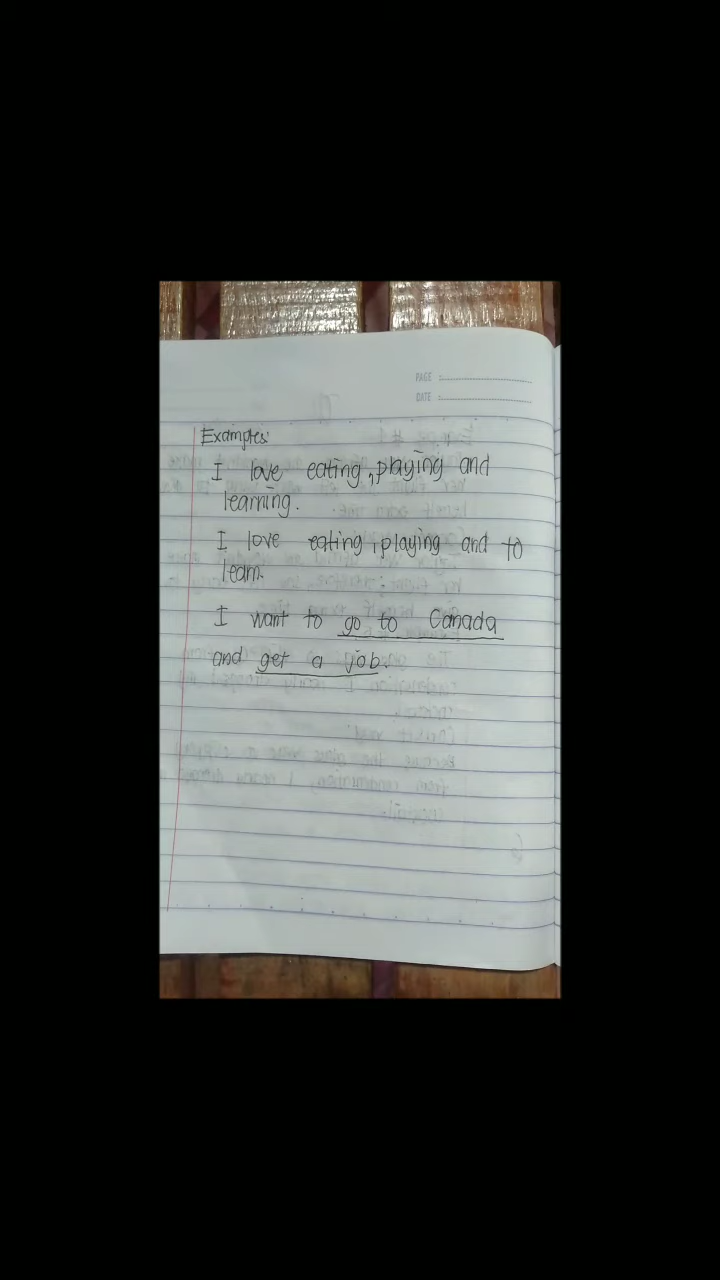 PAGE :
DATE :
Examples:
I love eating, playing and
learning.
I love eating, playing and to
learn.
I want to go to Canada
and get a job.